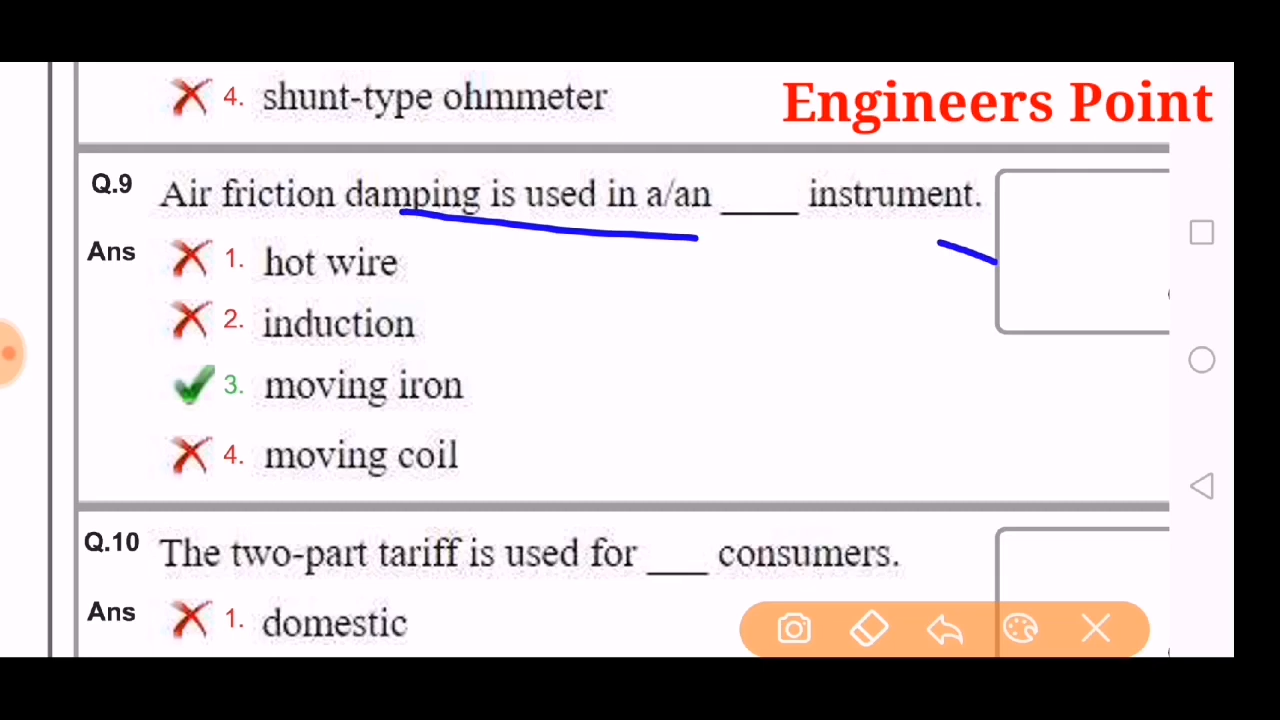 4. shunt-type ohmmeter
Engineers Point
Q.9 Air friction damping is used in a/an ____ instrument.
Ans 1. hot wire
2. induction
3. moving iron
4. moving coil
Q.10 The two-part tariff is used for ___ consumers.
Ans 1. domestic